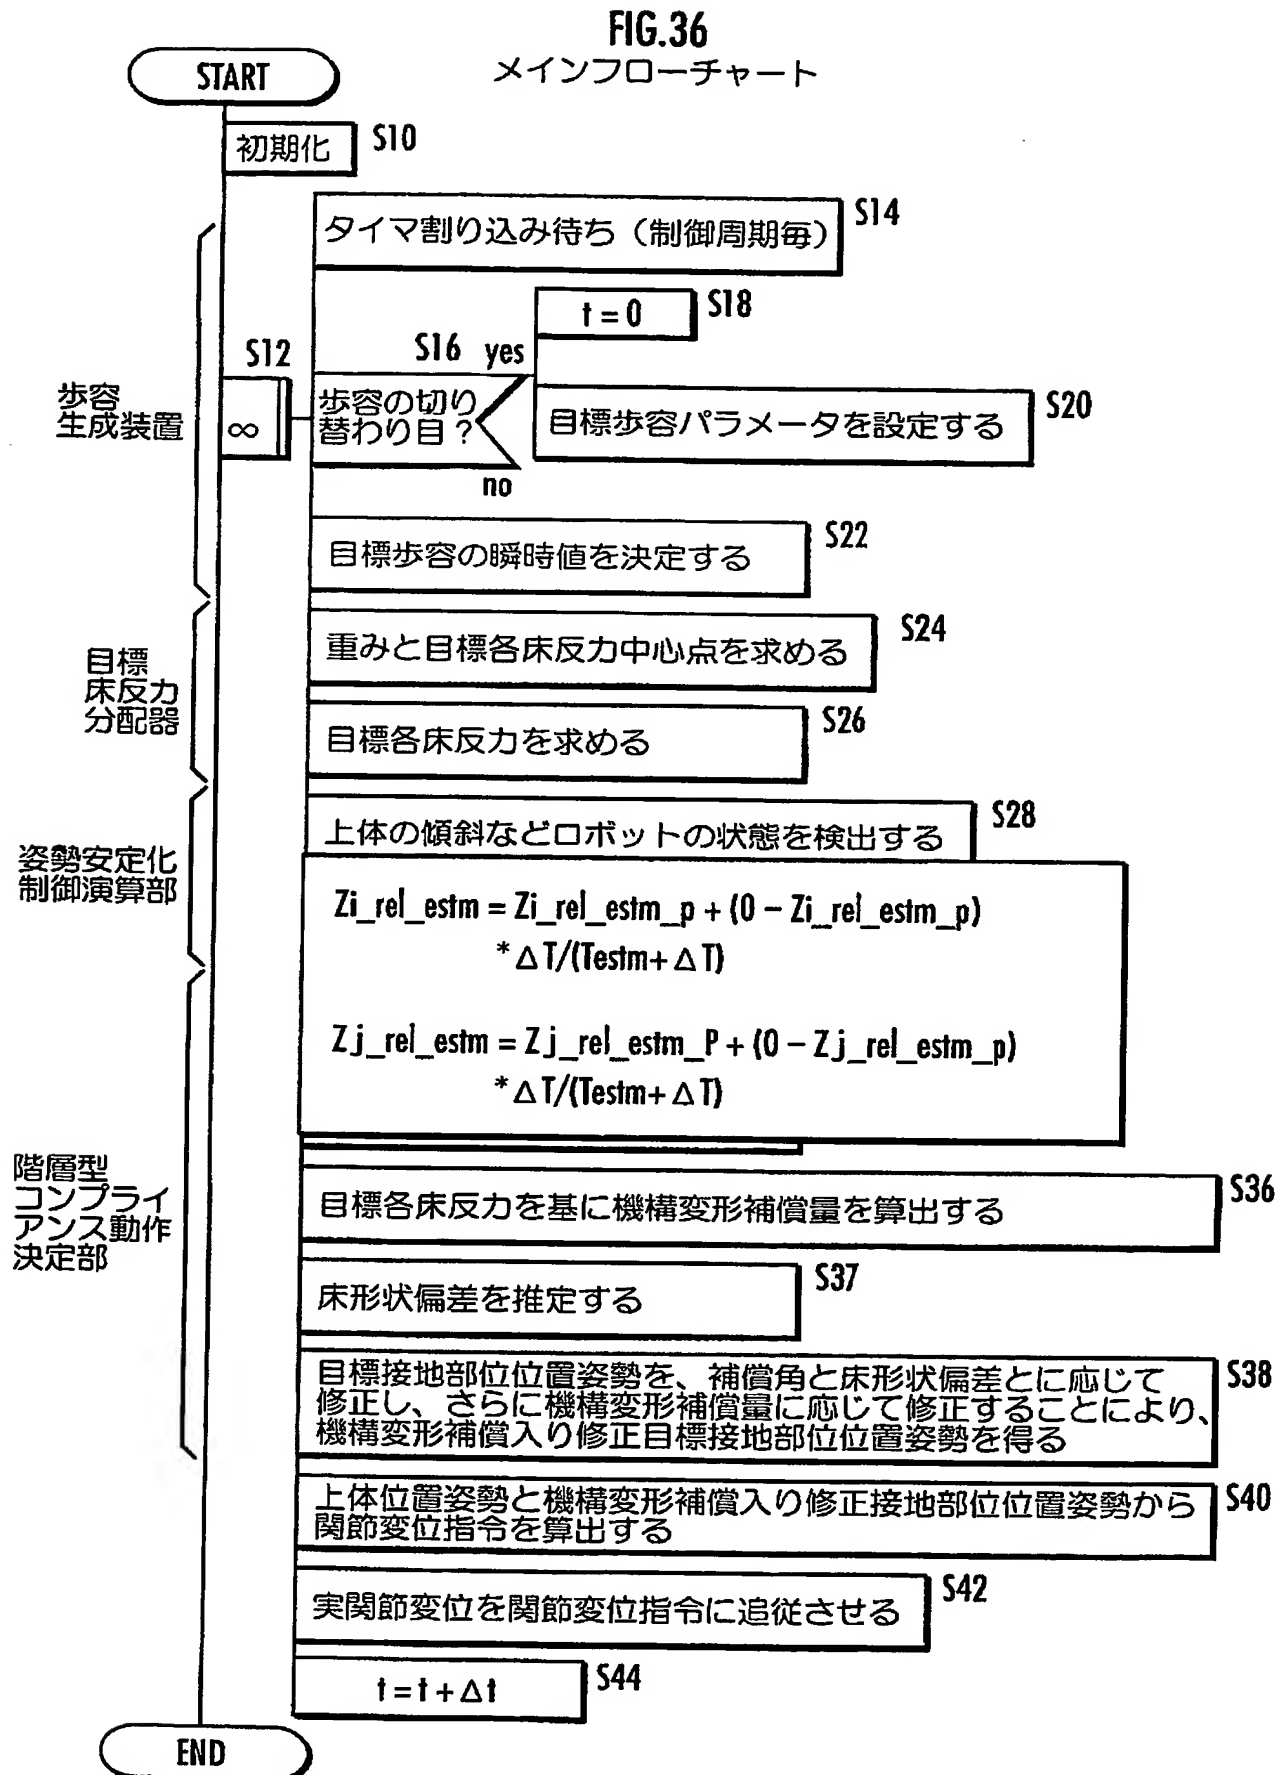 FIG.36
メインフローチャート
START
初期化
S10
タイマ割り込み待ち（制御周期毎）
S14
t = 0
S18
S12
∞
S16
yes
歩容の切り
替わり目？
no
目標歩容パラメータを設定する
S20
歩容
生成装置
目標歩容の瞬時値を決定する
S22
重みと目標各床反力中心点を求める
S24
目標
床反力
分配器
目標各床反力を求める
S26
上体の傾斜などロボットの状態を検出する
S28
姿勢安定化
制御演算部
Zi_rel_estm = Zi_rel_estm_p + (0 – Zi_rel_estm_p)
* ΔT/(Testm+ ΔT)
Zj_rel_estm = Zj_rel_estm_P + (0 – Zj_rel_estm_p)
* ΔT/(Testm+ ΔT)
階層型
コンプライ
アンス動作
決定部
目標各床反力を基に機構変形補償量を算出する
S36
床形状偏差を推定する
S37
目標接地部位位置姿勢を、補償角と床形状偏差とに応じて
修正し、さらに機構変形補償量に応じて修正することにより、
機構変形補償入り修正目標接地部位位置姿勢を得る
S38
上体位置姿勢と機構変形補償入り修正接地部位位置姿勢から
関節変位指令を算出する
S40
実関節変位を関節変位指令に追従させる
S42
t = t + Δt
S44
END